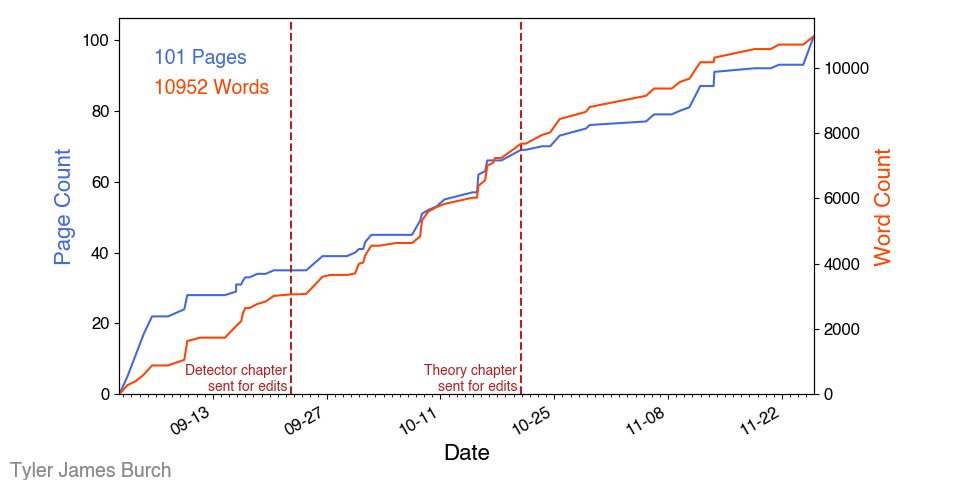 101 Pages
10952 Words
100
80
60
40
20
0
Page Count
10000
8000
6000
4000
2000
0
Word Count
Detector chapter
sent for edits
Theory chapter
sent for edits
09-13
09-27
10-11
10-25
11-08
11-22
Date
Tyler James Burch